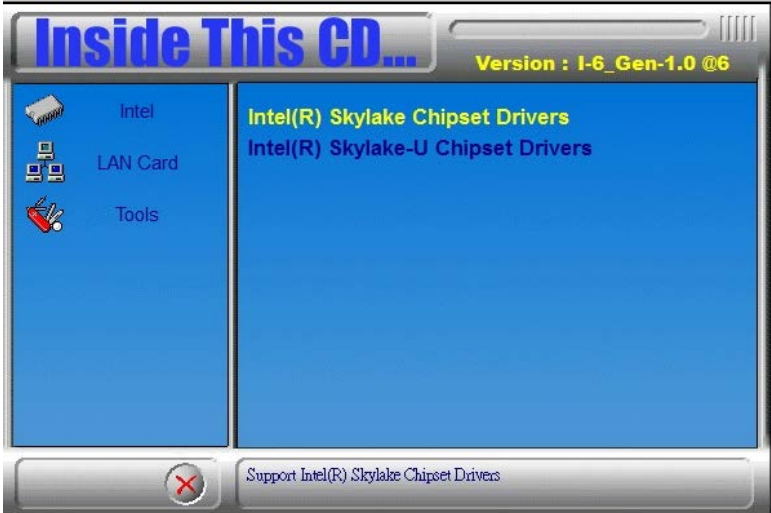 Inside This CD...
Version : I-6_Gen-1.0 @6
Intel
LAN Card
Tools
Intel(R) Skylake Chipset Drivers
Intel(R) Skylake-U Chipset Drivers
Support Intel(R) Skylake Chipset Drivers